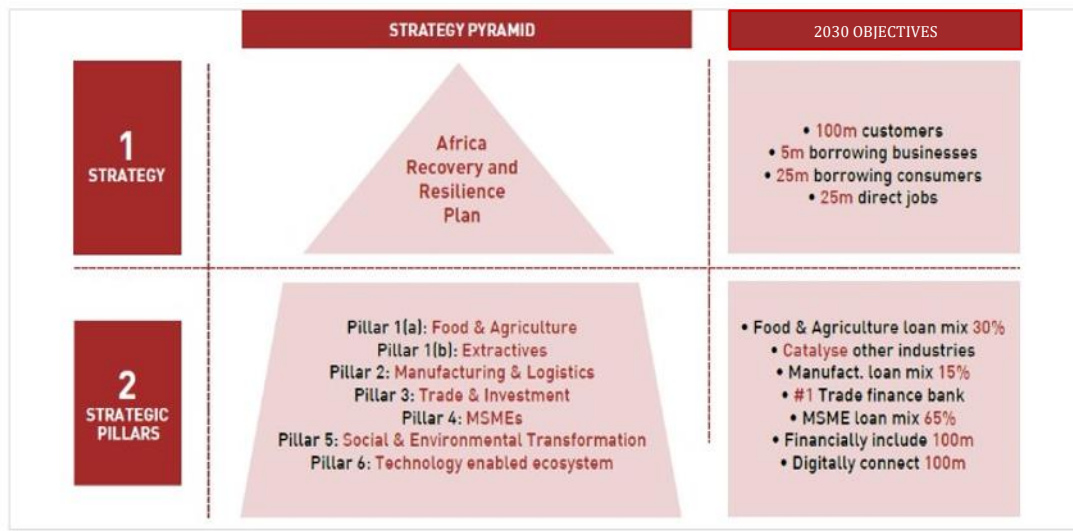 STRATEGY PYRAMID
2030 OBJECTIVES
1
STRATEGY
Africa
Recovery and
Resilience
Plan
• 100m customers
• 5m borrowing businesses
• 25m borrowing consumers
• 25m direct jobs
2
STRATEGIC
PILLARS
Pillar 1(a): Food & Agriculture
Pillar 1(b): Extractives
Pillar 2: Manufacturing & Logistics
Pillar 3: Trade & Investment
Pillar 4: MSMEs
Pillar 5: Social & Environmental Transformation
Pillar 6: Technology enabled ecosystem
• Food & Agriculture loan mix 30%
• Catalyse other industries
• Manufact. loan mix 15%
• #1 Trade finance bank
• MSME loan mix 65%
• Financially include 100m
• Digitally connect 100m